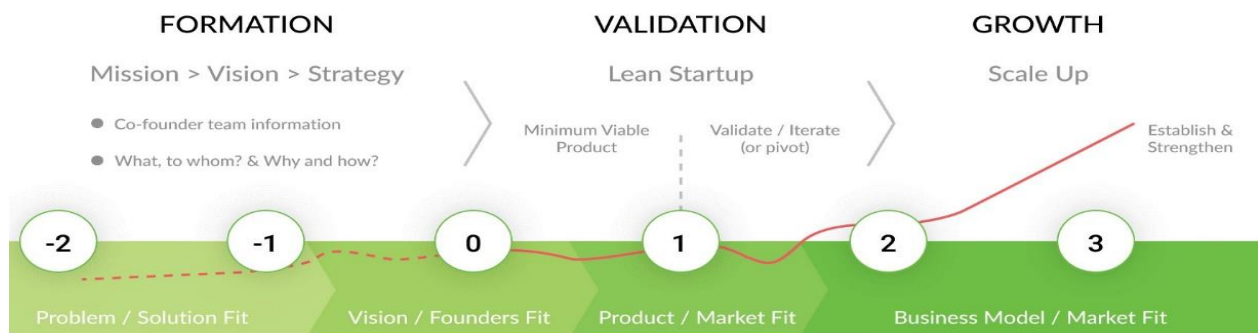 FORMATION
VALIDATION
GROWTH
Mission > Vision > Strategy
Lean Startup
Scale Up
Co-founder team information
What, to whom? & Why and how?
Minimum Viable
Product
Validate / Iterate
(or pivot)
Establish &
Strengthen
-2
-1
0
1
2
3
Problem / Solution Fit
Vision / Founders Fit
Product / Market Fit
Business Model / Market Fit